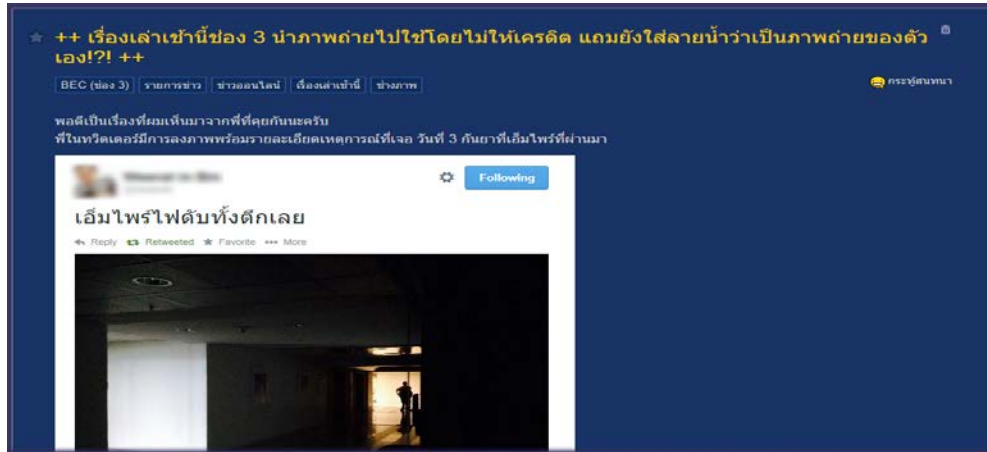 ++ เรื่องเล่าเช้านี้ช่อง 3 นำภาพถ่ายไปใช้โดยไม่ให้เครดิต แถมยังใส่ลายน้ำว่าเป็นภาพถ่ายของตัว
เอง!?! ++
BEC (ช่อง 3) รายการข่าว ข่าวออนไลน์ เรื่องเล่าเช้านี้ ช่างภาพ
กระทู้สนทนา
พอดีเป็นเรื่องที่ผมเห็นมาจากพี่ที่คุยกันนะครับ
พี่ในทวิตเตอร์มีการลงภาพพร้อมรายละเอียดเหตุการณ์ที่เจอ วันที่ 3 กันยาที่เอ็มไพร์ที่ผ่านมา
Following
เอ็มไพร์ไฟดับทั้งตึกเลย
Reply Retweeted Favorite More